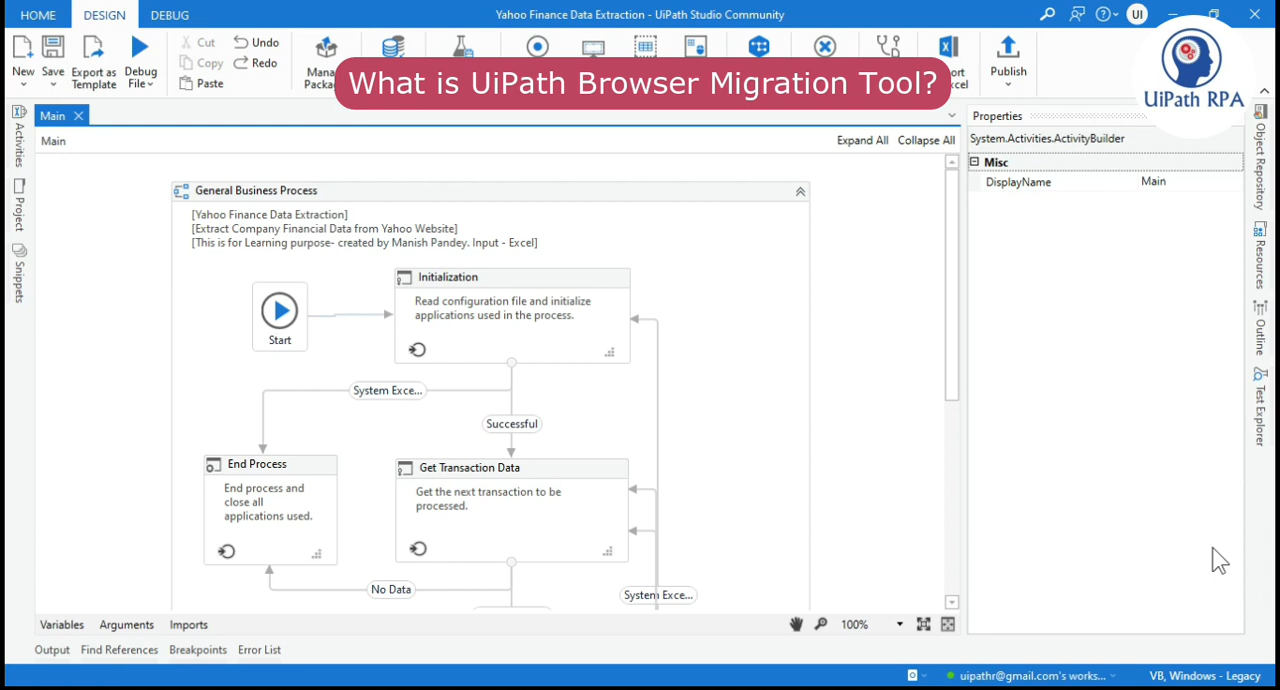 HOME
DESIGN
DEBUG
Yahoo Finance Data Extraction - UiPath Studio Community
UI
New
Save
Export as
Template
Debug
File
Cut
Copy
Paste
Undo
Redo
Publish
What is UiPath Browser Migration Tool?
UiPath RPA
Main
Main
Expand All
Collapse All
Activities
Project
Snippets
General Business Process
[Yahoo Finance Data Extraction]
[Extract Company Financial Data from Yahoo Website]
[This is for Learning purpose- created by Manish Pandey. Input - Excel]
Start
Initialization
Read configuration file and initialize
applications used in the process.
System Exce...
Successful
End Process
End process and
close all
applications used.
Get Transaction Data
Get the next transaction to be
processed.
No Data
System Exce...
Properties
System.Activities.ActivityBuilder
Misc
DisplayName
Main
Object Repository
Resources
Outline
Test Explorer
Variables
Arguments
Imports
100%
Output
Find References
Breakpoints
Error List
uipathr@gmail.com's works...
VB, Windows - Legacy